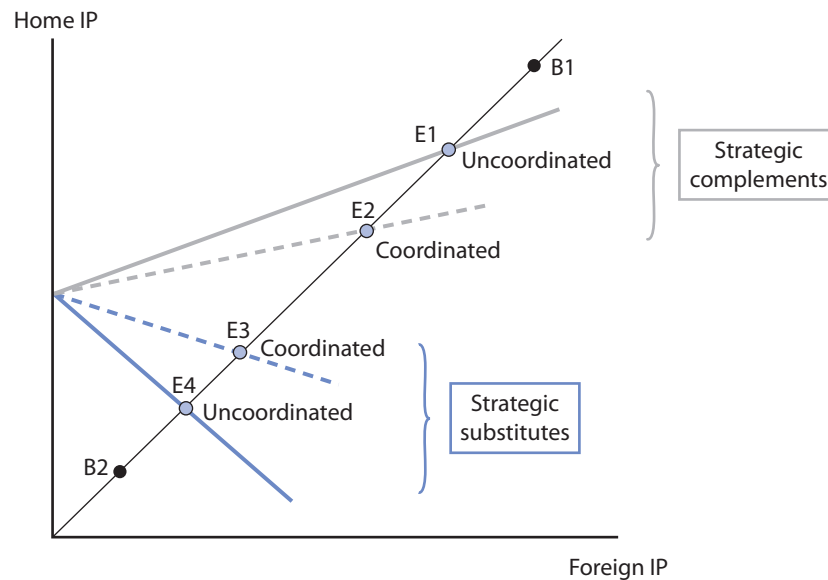 Home IP
B1
E1
Uncoordinated
Strategic
complements
E2
Coordinated
E3
Coordinated
E4
Uncoordinated
Strategic
substitutes
B2
Foreign IP